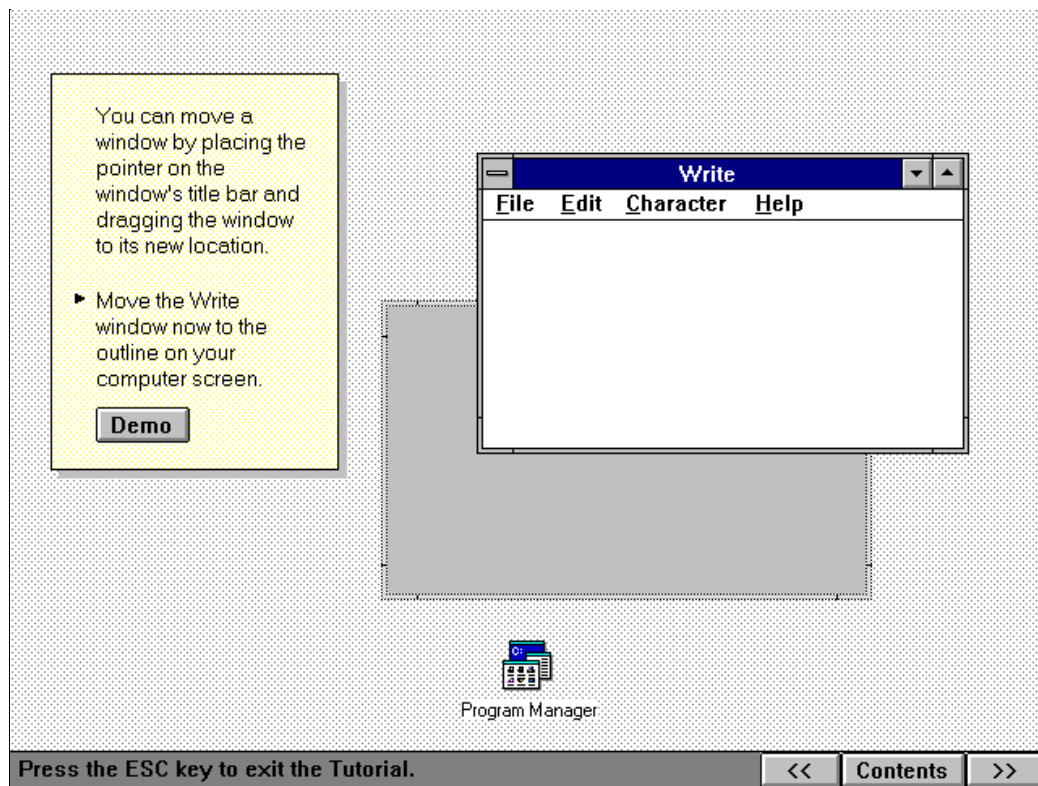 You can move a
window by placing the
pointer on the
window's title bar and
dragging the window
to its new location.
Move the Write
window now to the
outline on your
computer screen.
Demo
Write
File Edit Character Help
C:
Program Manager
Press the ESC key to exit the Tutorial.
<< Contents >>